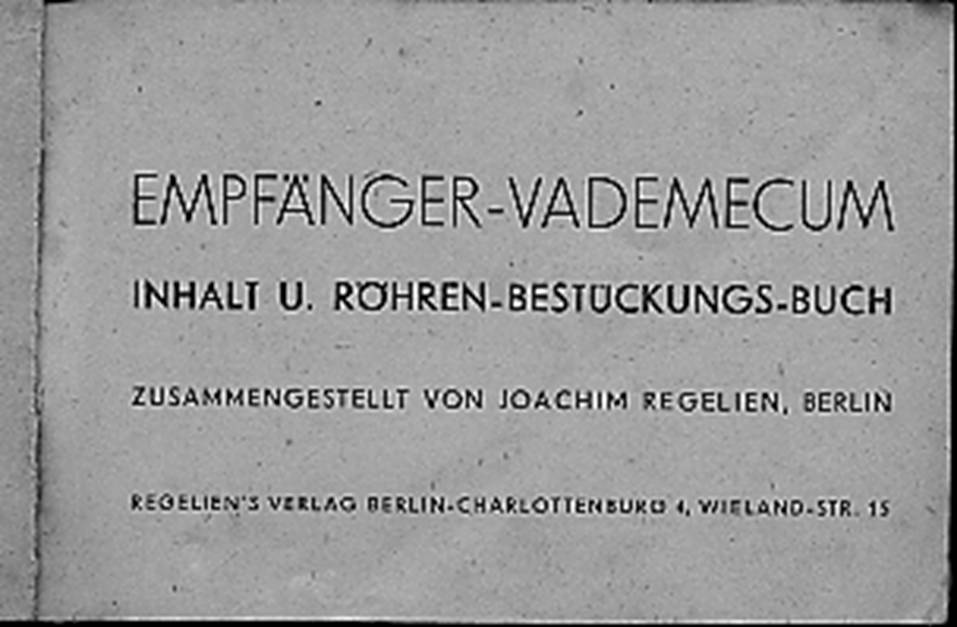 EMPFÄNGER-VADEMECUM
INHALT U. RÖHREN-BESTÜCKUNGS-BUCH
ZUSAMMENGESTELLT VON JOACHIM REGELIEN, BERLIN
REGELIEN'S VERLAG BERLIN-CHARLOTTENBURG 4, WIELAND-STR. 15